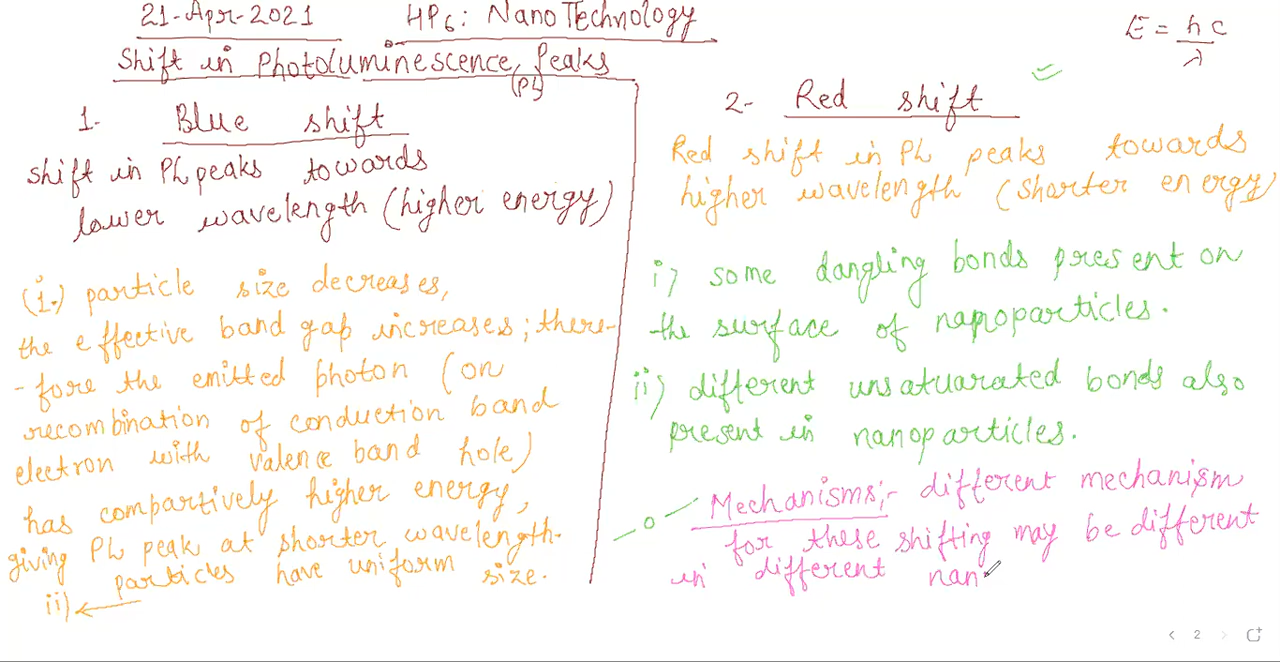 21-Apr-2021 HP6: NanoTechnology
Shift in Photoluminescence Peaks
(PL)
E = hc
λ
1- Blue shift
shift in PL peaks towards
lower wavelength (higher energy)
(i.) particle size decreases,
the effective band gap increases; there-
-fore the emitted photon (on
recombination of conduction band
electron with valence band hole)
has compartively higher energy,
giving PL peak at shorter wavelength.
particles have uniform size.
ii)
2- Red shift
Red shift in PL peaks towards
higher wavelength (shorter energy)
i) some dangling bonds present on
the surface of nanoparticles.
ii) different unsatuarated bonds also
present in nanoparticles.
Mechanisms;- different mechanism
for these shifting may be different
in different nan
2